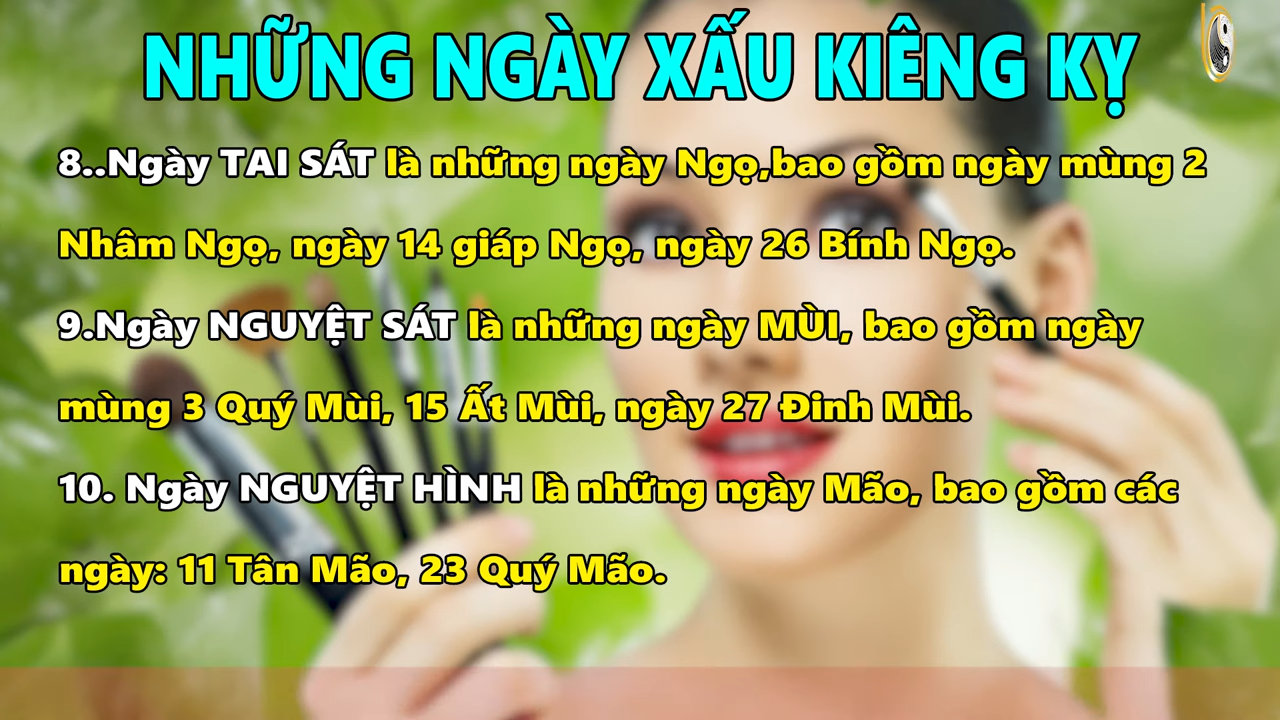 NHỮNG NGÀY XẤU KIÊNG KỴ
8..Ngày TAI SÁT là những ngày Ngọ,bao gồm ngày mùng 2
Nhâm Ngọ, ngày 14 giáp Ngọ, ngày 26 Bính Ngọ.
9.Ngày NGUYỆT SÁT là những ngày MÙI, bao gồm ngày
mùng 3 Quý Mùi, 15 Ất Mùi, ngày 27 Đinh Mùi.
10. Ngày NGUYỆT HÌNH là những ngày Mão, bao gồm các
ngày: 11 Tân Mão, 23 Quý Mão.